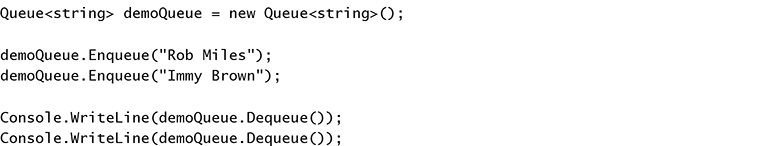 Queue<string> demoQueue = new Queue<string>();
demoQueue.Enqueue("Rob Miles");
demoQueue.Enqueue("Immy Brown");
Console.WriteLine(demoQueue.Dequeue());
Console.WriteLine(demoQueue.Dequeue());